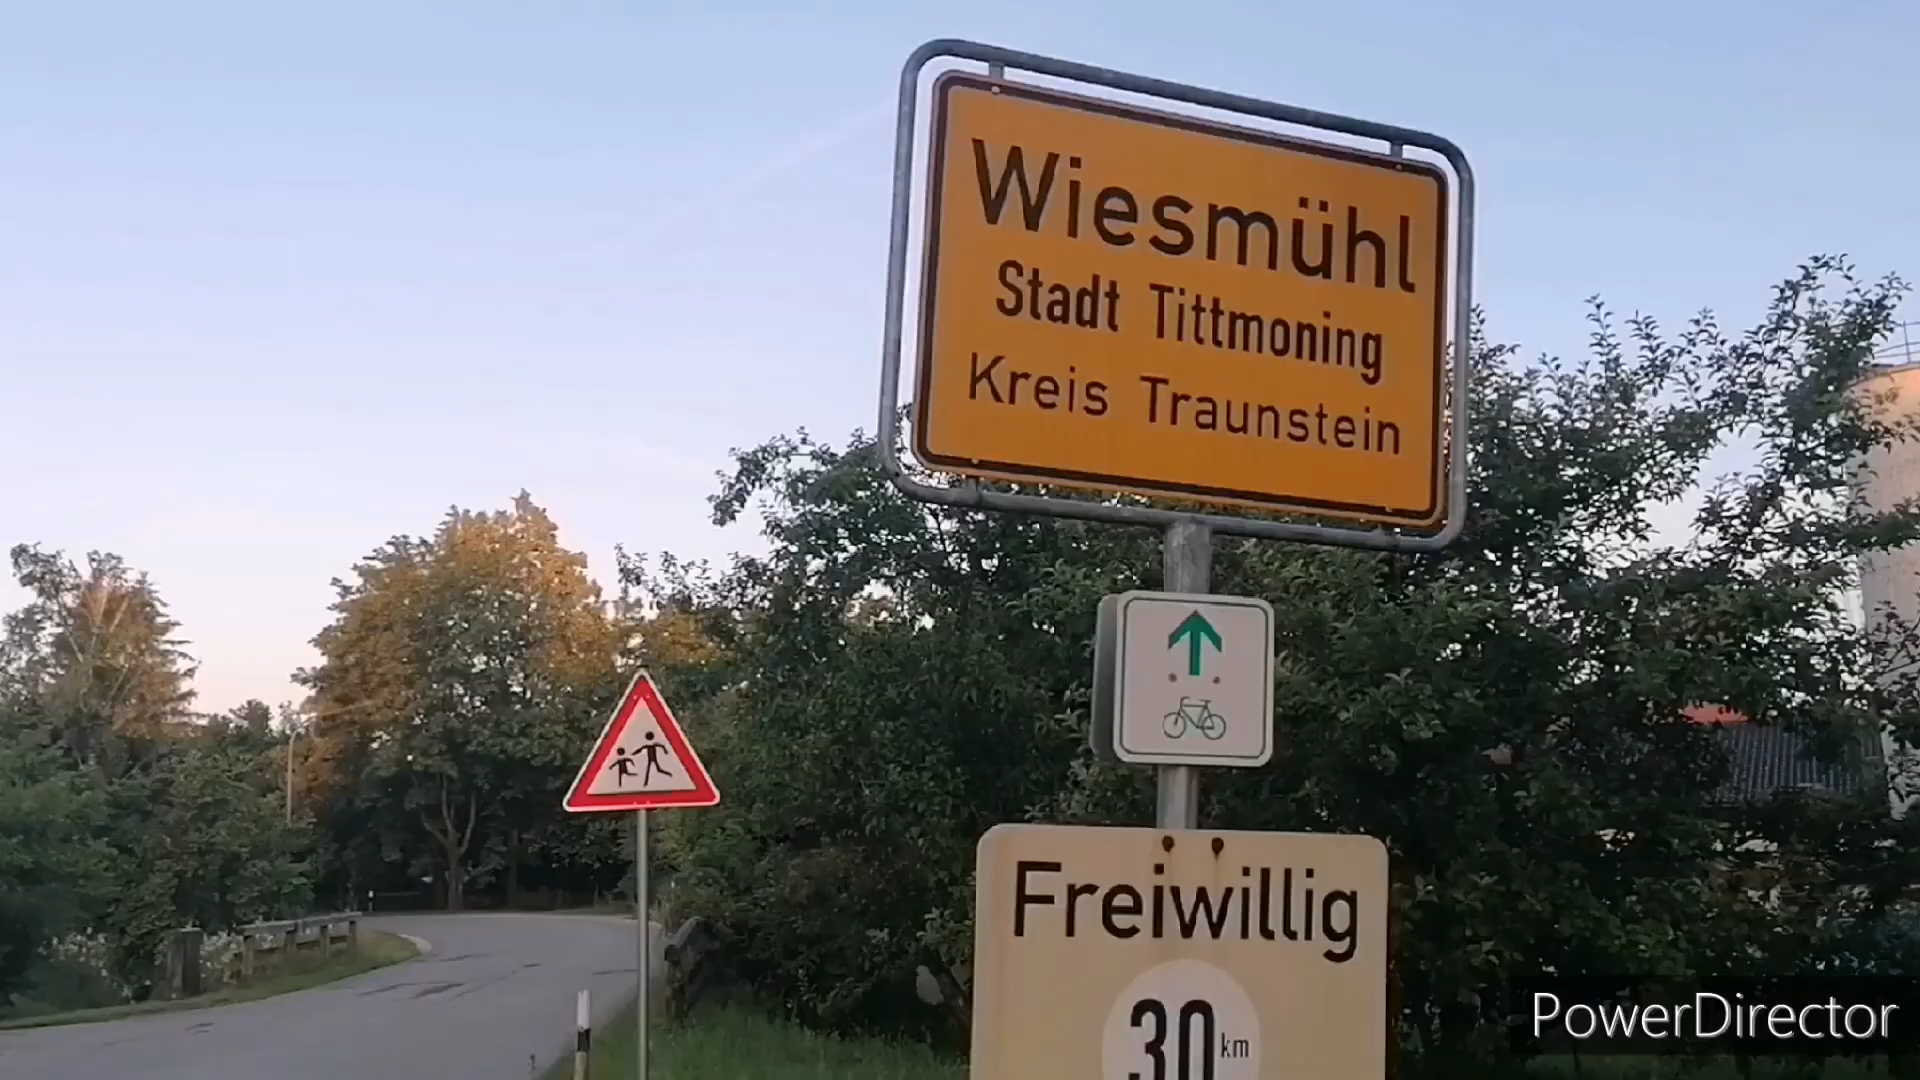 Wiesmühl
Stadt Tittmoning
Kreis Traunstein
Freiwillig
30 km
PowerDirector